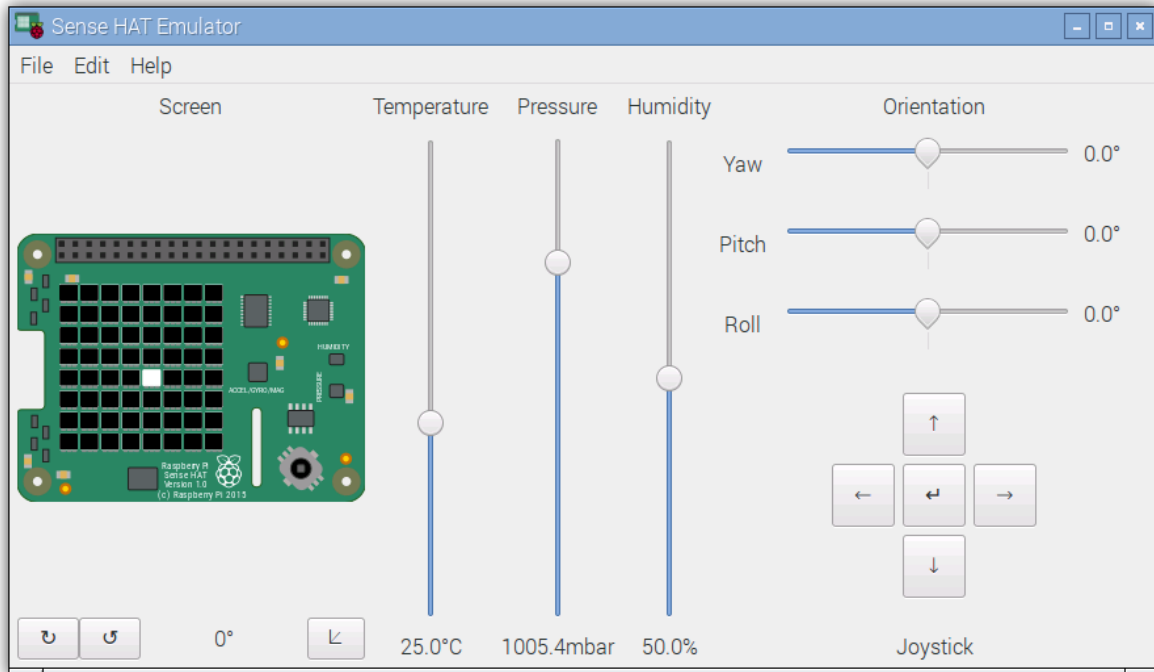 Sense HAT Emulator
File Edit Help
Screen Temperature Pressure Humidity Orientation
Yaw 0.0°
Pitch 0.0°
Roll 0.0°
HUMIDITY
PRESSURE
ACCEL/GYRO/MAG
Raspberry Pi
Sense HAT
Version 1.0
(c) Raspberry Pi 2015
0° 25.0°C 1005.4mbar 50.0% Joystick